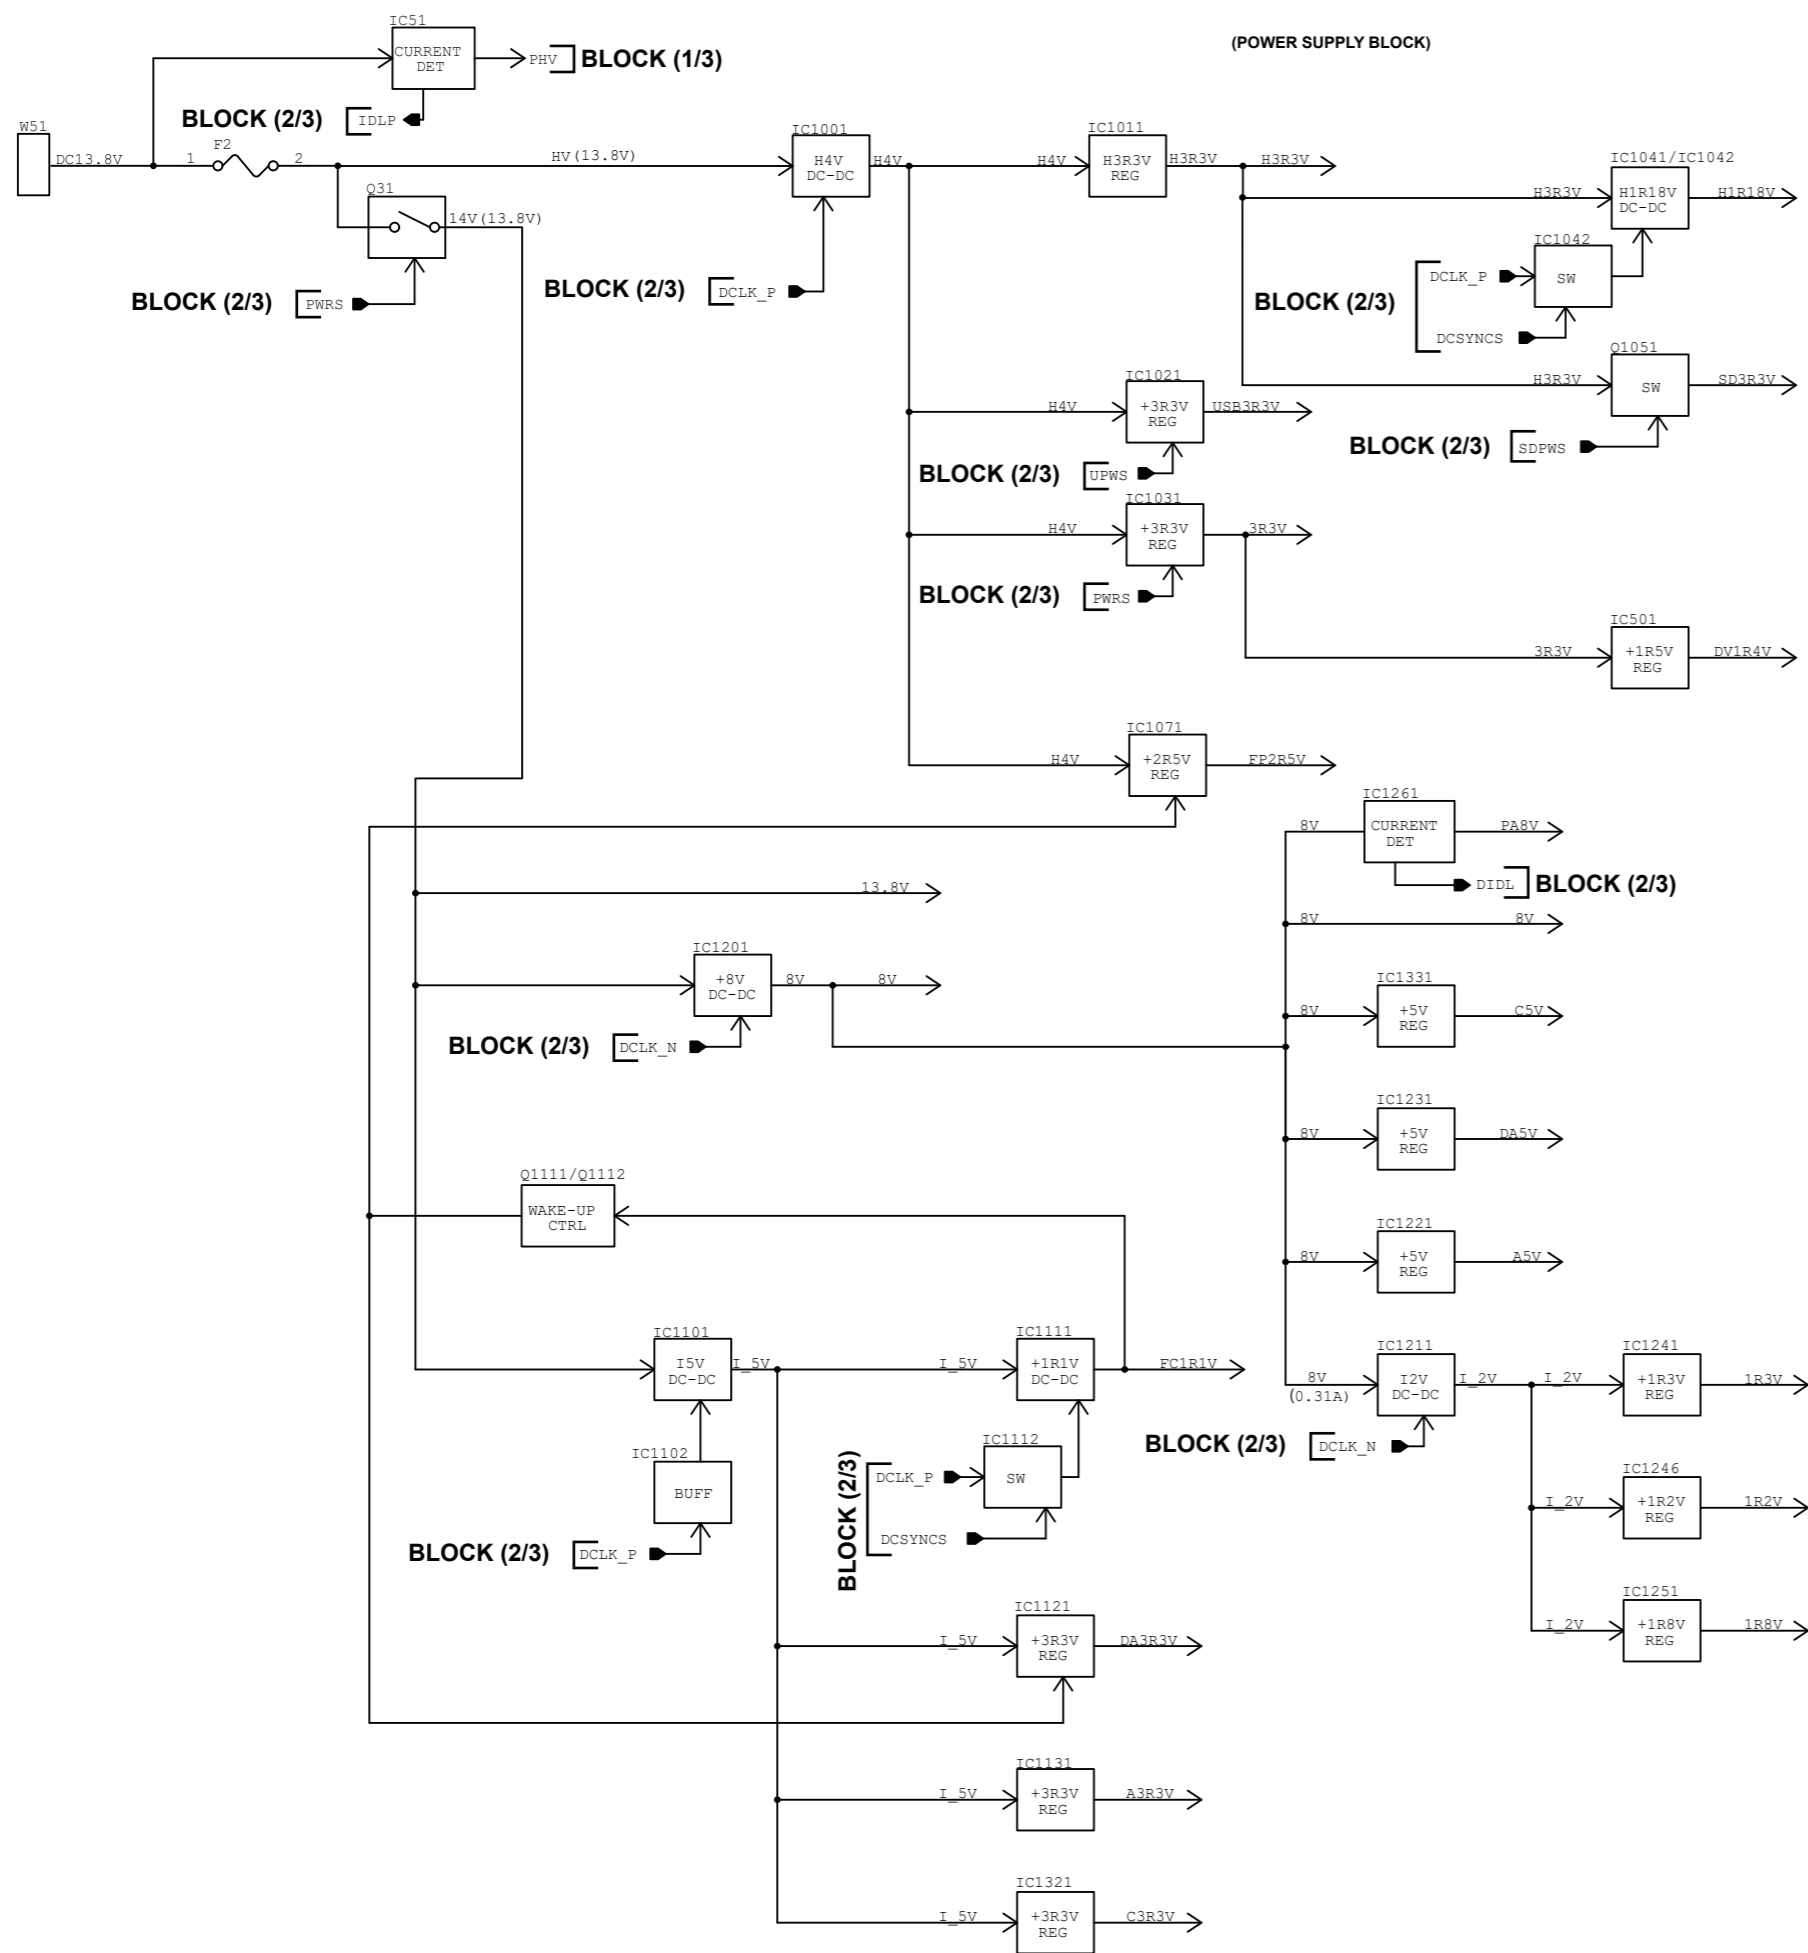 IC51
(POWER SUPPLY BLOCK)
CURRENT
DET
PHV
BLOCK (1/3)
BLOCK (2/3)
IDLP
W51
DC13.8V
1
F2
2
HV(13.8V)
IC1001
H4V
DC-DC
H4V
H4V
IC1011
H3R3V
REG
H3R3V
H3R3V
IC1041/IC1042
H3R3V
H1R18V
DC-DC
H1R18V
Q31
14V(13.8V)
BLOCK (2/3)
PWRS
BLOCK (2/3)
DCLK_P
IC1042
SW
DCLK_P
BLOCK (2/3)
DCSYNCS
Q1051
H3R3V
SW
SD3R3V
BLOCK (2/3)
SDPWS
IC1021
H4V
+3R3V
REG
USB3R3V
BLOCK (2/3)
UPWS
IC1031
H4V
+3R3V
REG
3R3V
BLOCK (2/3)
PWRS
IC501
3R3V
+1R5V
REG
DV1R4V
IC1071
H4V
+2R5V
REG
FP2R5V
IC1261
8V
CURRENT
DET
PA8V
DIDL
BLOCK (2/3)
13.8V
8V
8V
IC1201
+8V
DC-DC
8V
8V
BLOCK (2/3)
DCLK_N
IC1331
8V
+5V
REG
C5V
IC1231
8V
+5V
REG
DA5V
Q1111/Q1112
WAKE-UP
CTRL
IC1221
8V
+5V
REG
A5V
IC1101
I5V
DC-DC
I_5V
I_5V
IC1111
+1R1V
DC-DC
FC1R1V
8V
(0.31A)
IC1211
I2V
DC-DC
I_2V
I_2V
IC1241
+1R3V
REG
1R3V
BLOCK (2/3)
DCLK_N
IC1102
BUFF
BLOCK (2/3)
DCLK_P
BLOCK (2/3)
DCLK_P
IC1112
SW
DCSYNCS
IC1246
I_2V
+1R2V
REG
1R2V
IC1251
I_2V
+1R8V
REG
1R8V
IC1121
I_5V
+3R3V
REG
DA3R3V
IC1131
I_5V
+3R3V
REG
A3R3V
IC1321
I_5V
+3R3V
REG
C3R3V